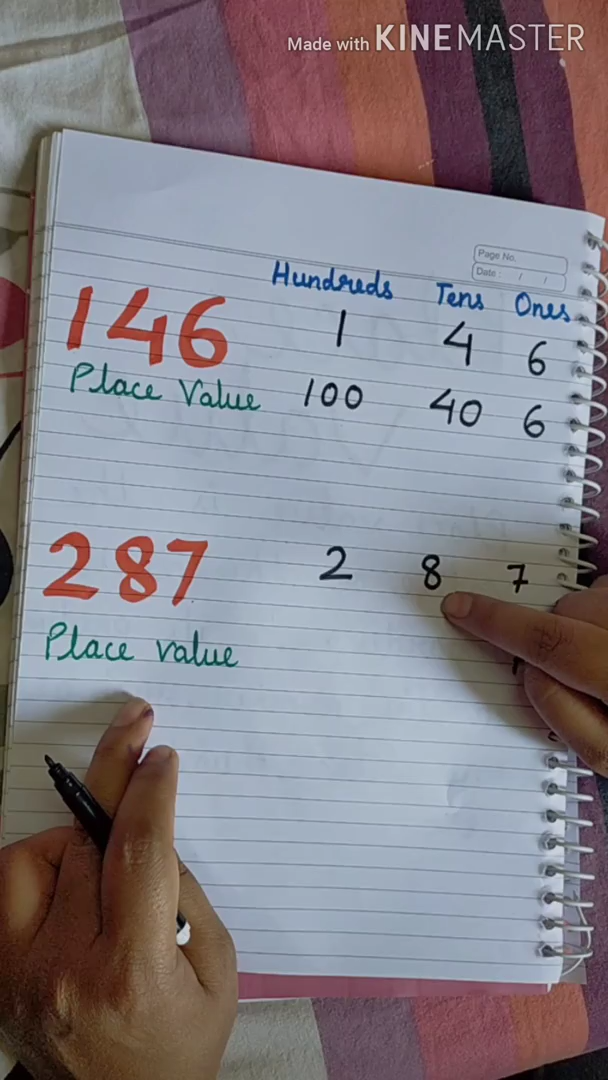 Made with KINEMASTER
Page No.
Date : / /
Hundreds Tens Ones
146 1 4 6
Place Value 100 40 6
287 2 8 7
Place value